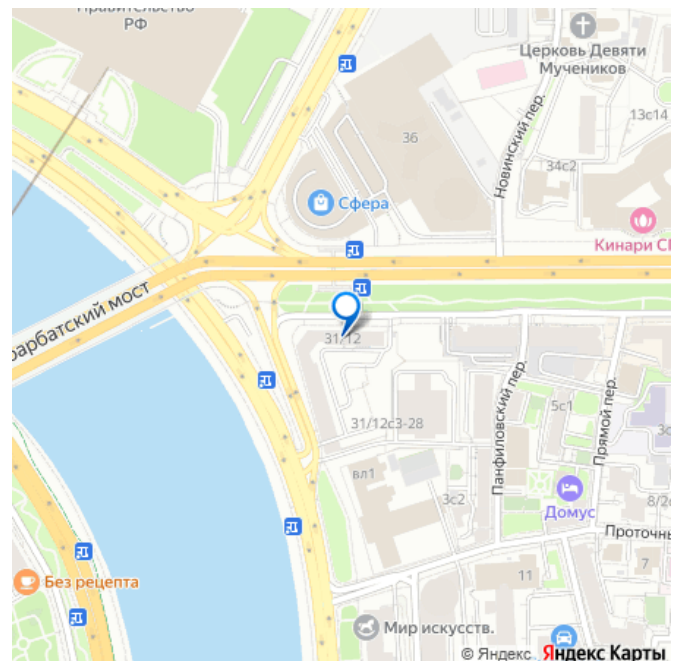 Правительство
РФ
Церковь Девяти
Мучеников
13с14
36
Новинский пер.
34с2
Сфера
Кинари
арбатский мост
31/12
5с1
Панфиловский пер.
Прямой пер.
31/12с3-28
вл1
3с2
Домус
8/2
Проточны
7
Без рецепта
11
Мир искусств.
© Яндекс Яндекс Карты